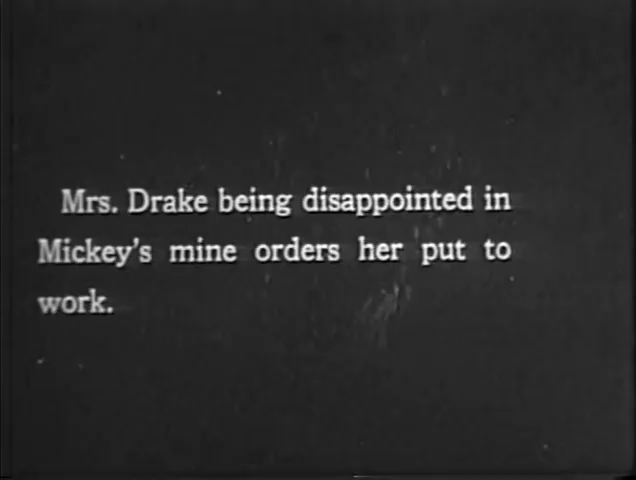 Mrs. Drake being disappointed in
Mickey's mine orders her put to
work.